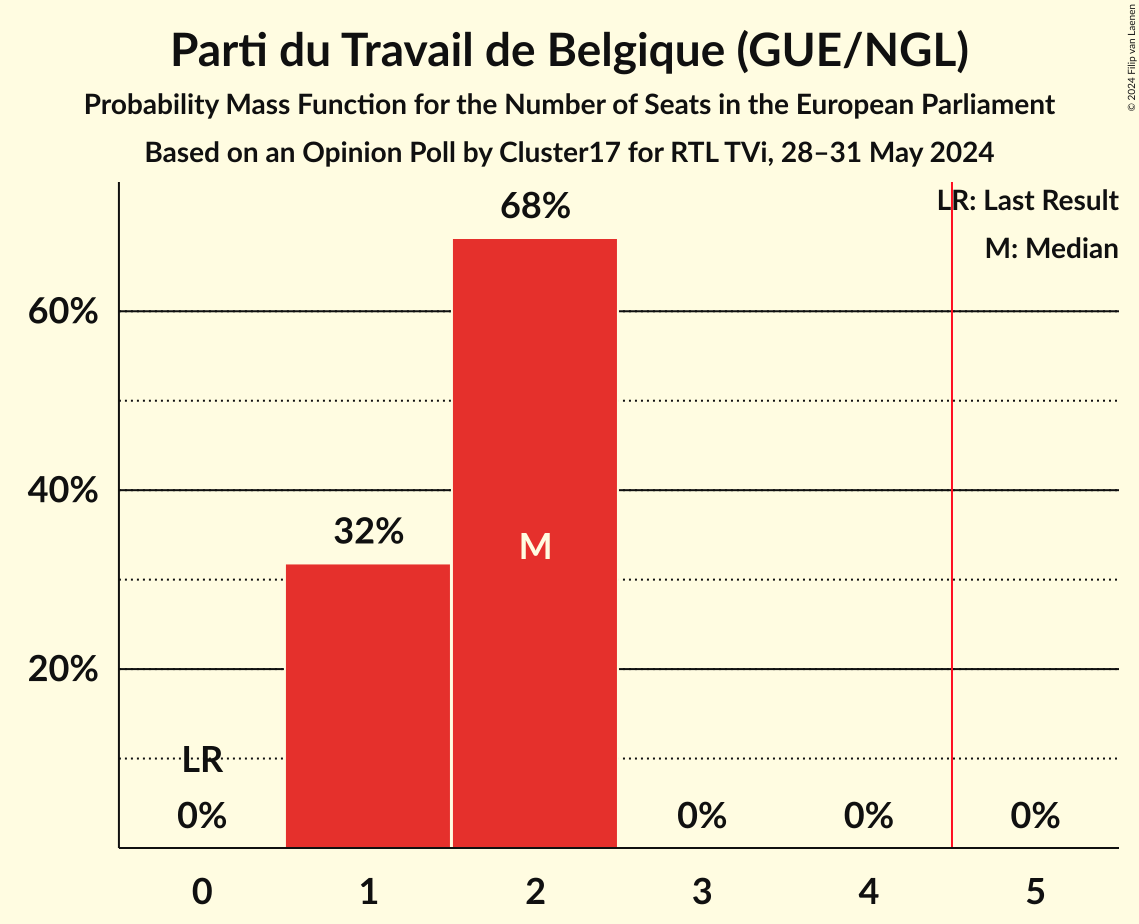 Parti du Travail de Belgique (GUE/NGL)
Probability Mass Function for the Number of Seats in the European Parliament
Based on an Opinion Poll by Cluster17 for RTL TVi, 28–31 May 2024
© 2024 Filip van Laenen
LR: Last Result
M: Median
68%
60%
40%
32%
M
20%
LR
0%
0%
0%
0%
0 1 2 3 4 5